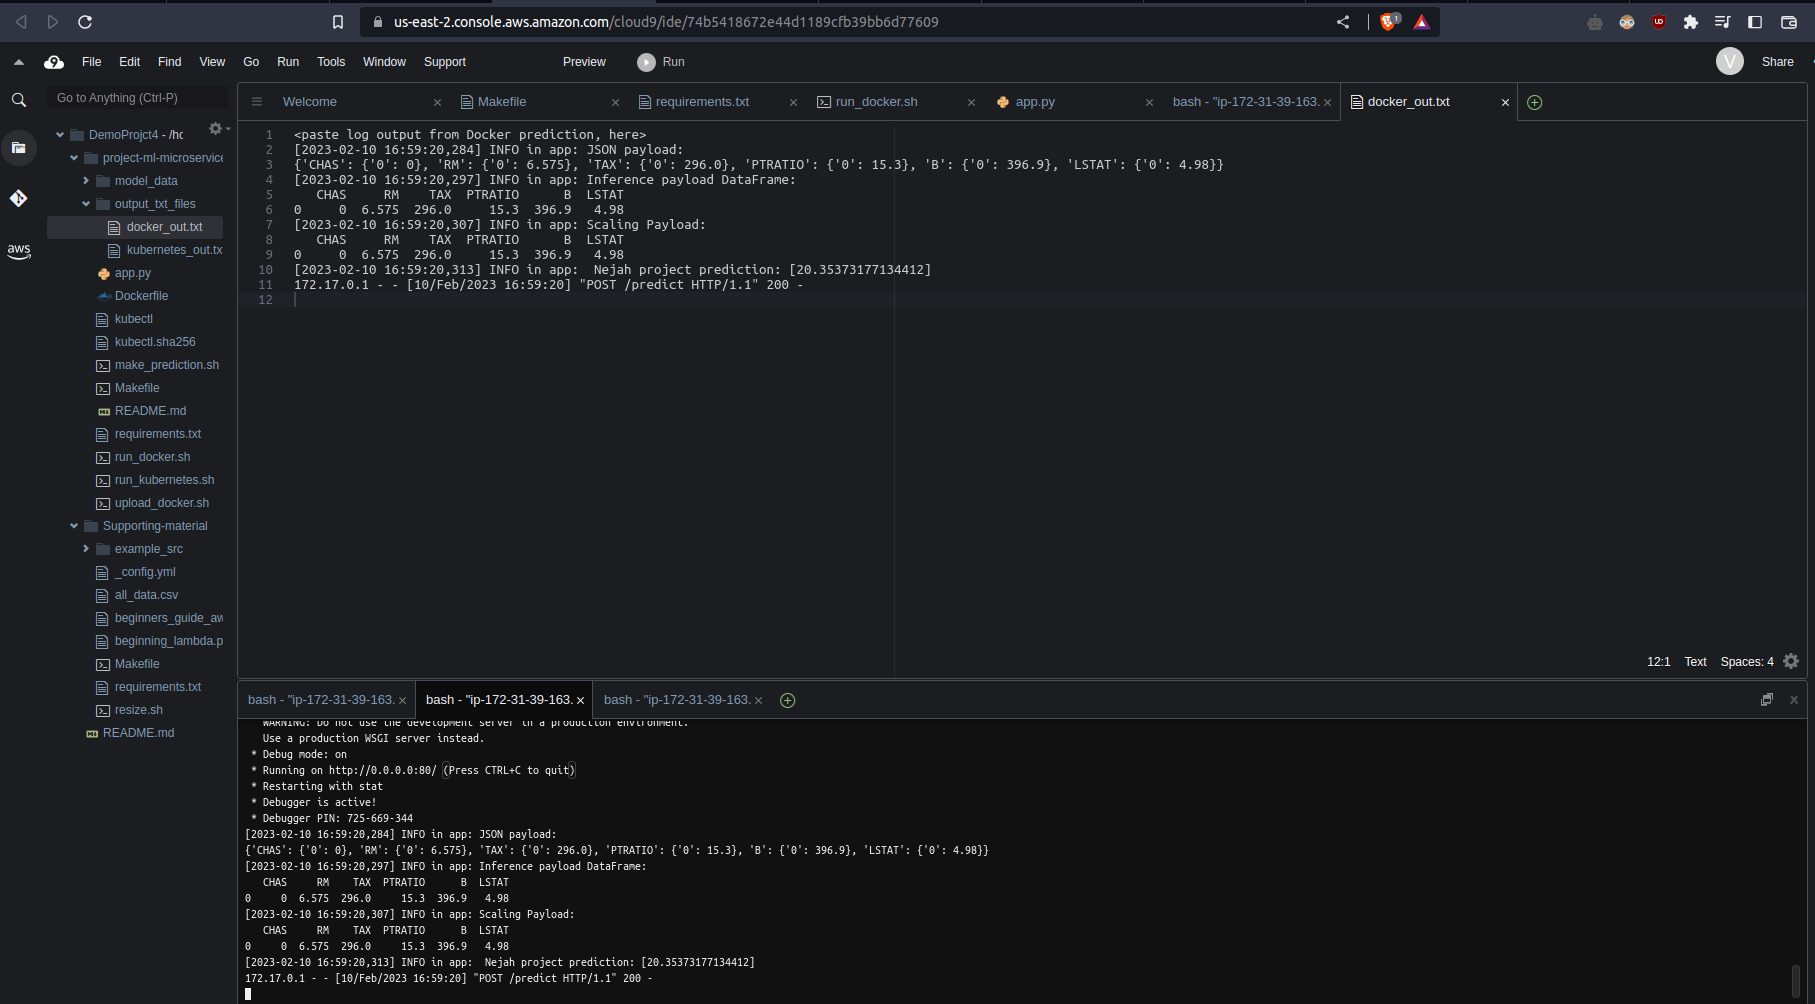 us-east-2.console.aws.amazon.com/cloud9/ide/74b5418672e44d1189cfb39bb6d77609
1
UD
9 File Edit Find View Go Run Tools Window Support Preview Run V Share
Go to Anything (Ctrl-P)
Welcome Makefile requirements.txt run_docker.sh app.py bash - "ip-172-31-39-163. docker_out.txt
DemoProjct4 - /hc
project-ml-microservice
model_data
output_txt_files
docker_out.txt
kubernetes_out.tx
app.py
Dockerfile
kubectl
kubectl.sha256
make_prediction.sh
Makefile
README.md
requirements.txt
run_docker.sh
run_kubernetes.sh
upload_docker.sh
Supporting-material
example_src
_config.yml
all_data.csv
beginners_guide_aw
beginning_lambda.p
Makefile
requirements.txt
resize.sh
README.md
aws
1 <paste log output from Docker prediction, here>
2 [2023-02-10 16:59:20,284] INFO in app: JSON payload:
3 {'CHAS': {'0': 0}, 'RM': {'0': 6.575}, 'TAX': {'0': 296.0}, 'PTRATIO': {'0': 15.3}, 'B': {'0': 396.9}, 'LSTAT': {'0': 4.98}}
4 [2023-02-10 16:59:20,297] INFO in app: Inference payload DataFrame:
5    CHAS     RM    TAX  PTRATIO      B  LSTAT
6 0     0  6.575  296.0     15.3  396.9   4.98
7 [2023-02-10 16:59:20,307] INFO in app: Scaling Payload:
8    CHAS     RM    TAX  PTRATIO      B  LSTAT
9 0     0  6.575  296.0     15.3  396.9   4.98
10 [2023-02-10 16:59:20,313] INFO in app:  Nejah project prediction: [20.35373177134412]
11 172.17.0.1 - - [10/Feb/2023 16:59:20] "POST /predict HTTP/1.1" 200 -
12
12:1 Text Spaces: 4
bash - "ip-172-31-39-163. bash - "ip-172-31-39-163. bash - "ip-172-31-39-163.
WARNING: Do not use the development server in a production environment.
Use a production WSGI server instead.
* Debug mode: on
* Running on http://0.0.0.0:80/ (Press CTRL+C to quit)
* Restarting with stat
* Debugger is active!
* Debugger PIN: 725-669-344
[2023-02-10 16:59:20,284] INFO in app: JSON payload:
{'CHAS': {'0': 0}, 'RM': {'0': 6.575}, 'TAX': {'0': 296.0}, 'PTRATIO': {'0': 15.3}, 'B': {'0': 396.9}, 'LSTAT': {'0': 4.98}}
[2023-02-10 16:59:20,297] INFO in app: Inference payload DataFrame:
   CHAS     RM    TAX  PTRATIO      B  LSTAT
0     0  6.575  296.0     15.3  396.9   4.98
[2023-02-10 16:59:20,307] INFO in app: Scaling Payload:
   CHAS     RM    TAX  PTRATIO      B  LSTAT
0     0  6.575  296.0     15.3  396.9   4.98
[2023-02-10 16:59:20,313] INFO in app:  Nejah project prediction: [20.35373177134412]
172.17.0.1 - - [10/Feb/2023 16:59:20] "POST /predict HTTP/1.1" 200 -